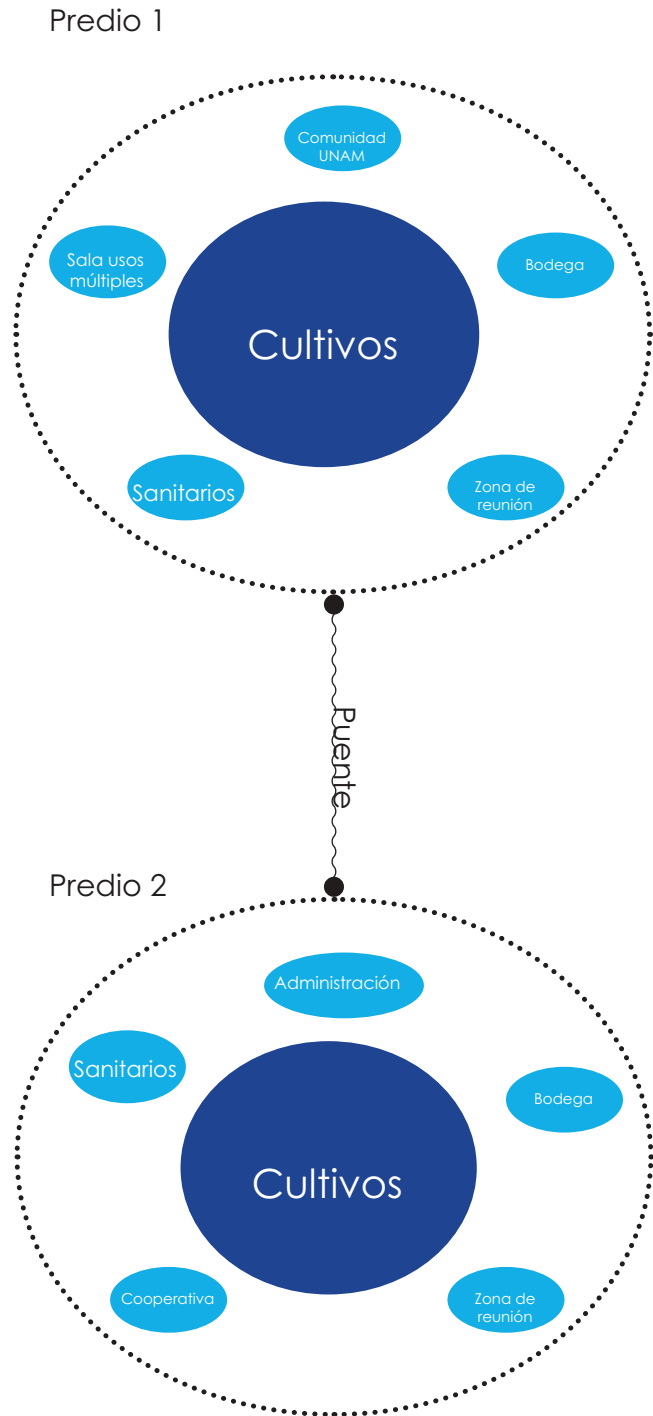 Predio 1
Comunidad
UNAM
Sala usos
múltiples
Bodega
Cultivos
Sanitarios
Zona de
reunión
Puente
Predio 2
Administración
Sanitarios
Bodega
Cultivos
Cooperativa
Zona de
reunión